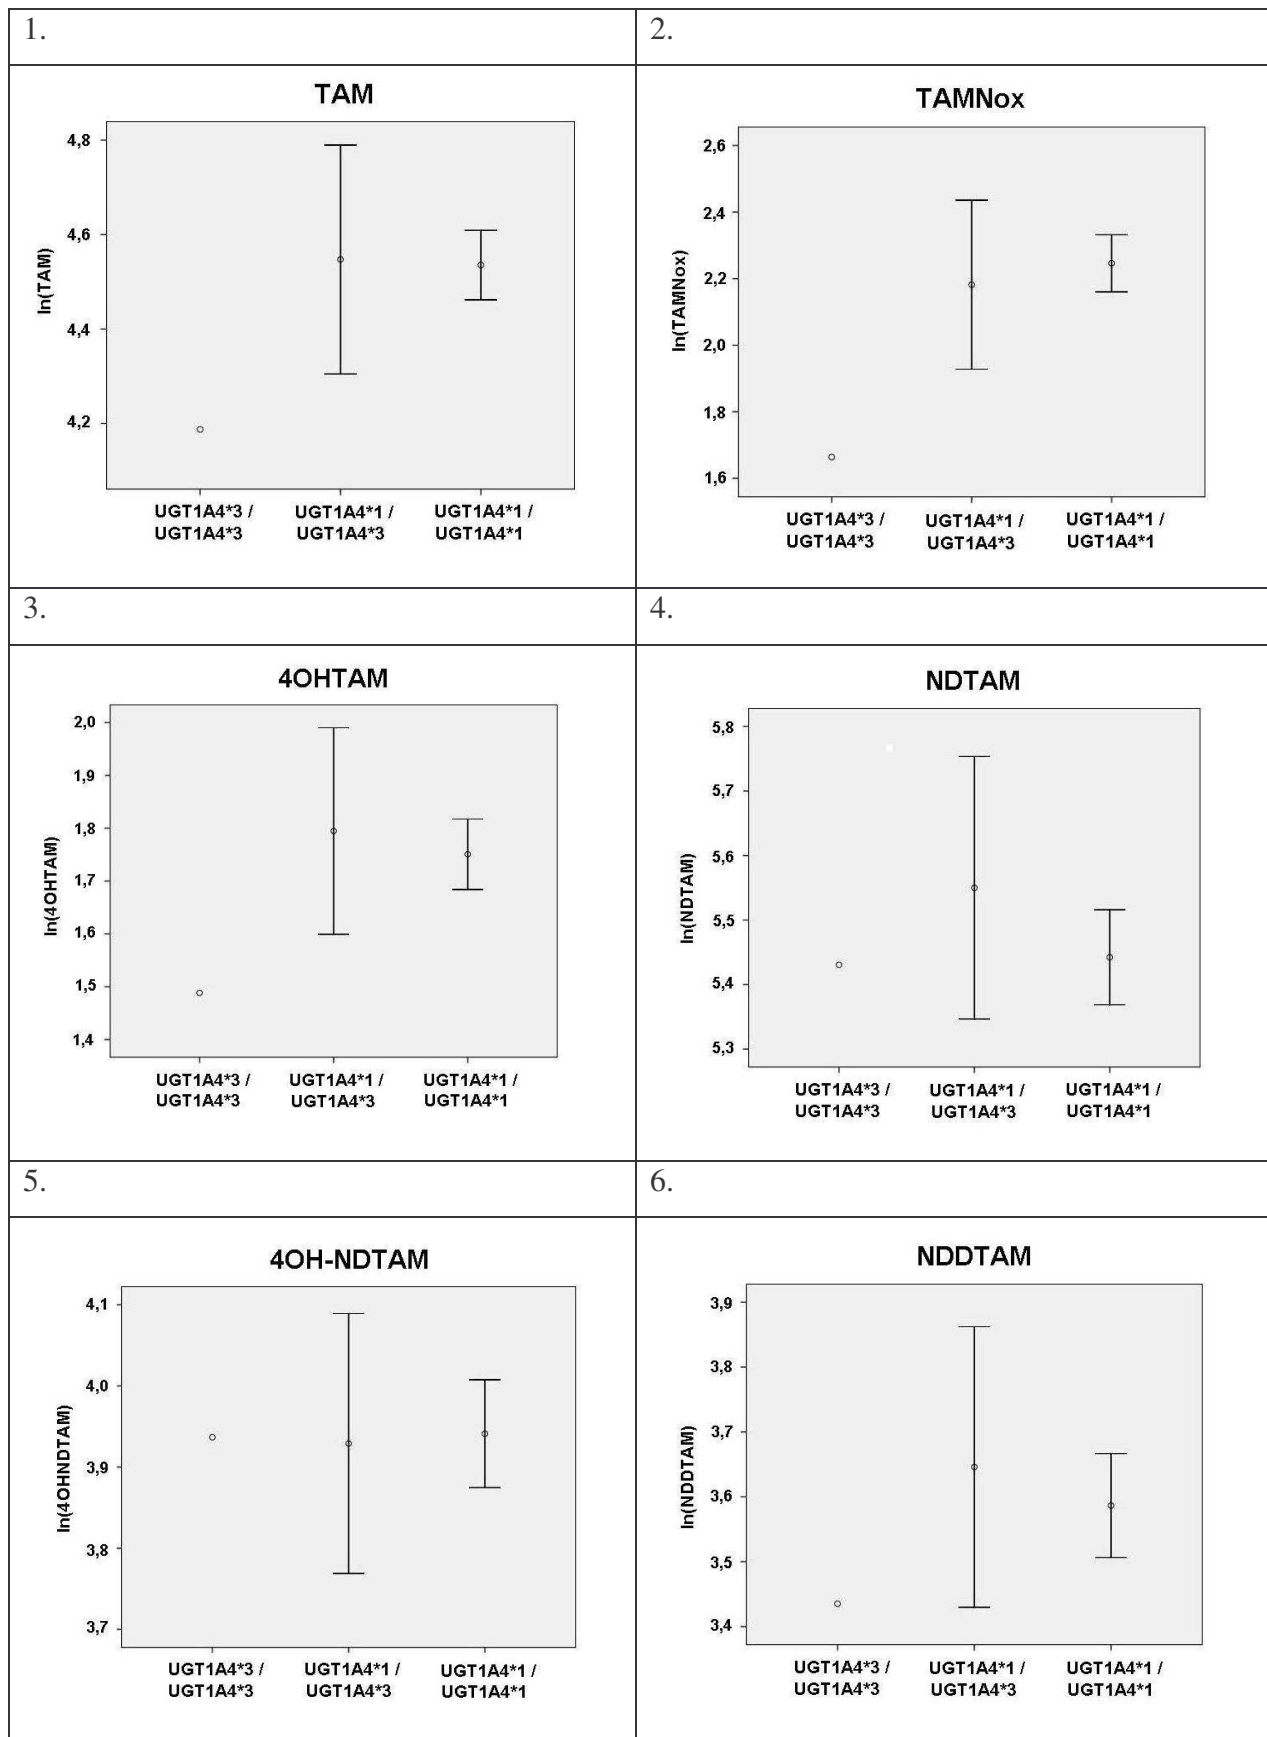 1.
2.
TAM
ln(TAM)
4,8
4,6
4,4
4,2
UGT1A4*3 / UGT1A4*1 / UGT1A4*1 /
UGT1A4*3 UGT1A4*3 UGT1A4*1
TAMNox
ln(TAMNox)
2,6
2,4
2,2
2,0
1,8
1,6
UGT1A4*3 / UGT1A4*1 / UGT1A4*1 /
UGT1A4*3 UGT1A4*3 UGT1A4*1
3.
4.
4OHTAM
ln(4OHTAM)
2,0
1,9
1,8
1,7
1,6
1,5
1,4
UGT1A4*3 / UGT1A4*1 / UGT1A4*1 /
UGT1A4*3 UGT1A4*3 UGT1A4*1
NDTAM
ln(NDTAM)
5,8
5,7
5,6
5,5
5,4
5,3
UGT1A4*3 / UGT1A4*1 / UGT1A4*1 /
UGT1A4*3 UGT1A4*3 UGT1A4*1
5.
6.
4OH-NDTAM
ln(4OHNDTAM)
4,1
4,0
3,9
3,8
3,7
UGT1A4*3 / UGT1A4*1 / UGT1A4*1 /
UGT1A4*3 UGT1A4*3 UGT1A4*1
NDDTAM
ln(NDDTAM)
3,9
3,8
3,7
3,6
3,5
3,4
UGT1A4*3 / UGT1A4*1 / UGT1A4*1 /
UGT1A4*3 UGT1A4*3 UGT1A4*1